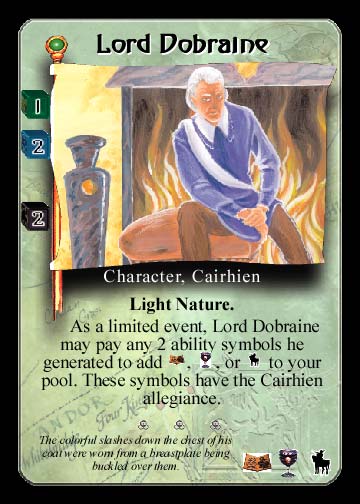 Lord Dobraine
1
2
2
Character, Cairhien
Light Nature.
As a limited event, Lord Dobraine
may pay any 2 ability symbols he
generated to add , , or to your
pool. These symbols have the Cairhien
allegiance.
The colorful slashes down the chest of his
coat were worn from a breastplate being
buckled over them.